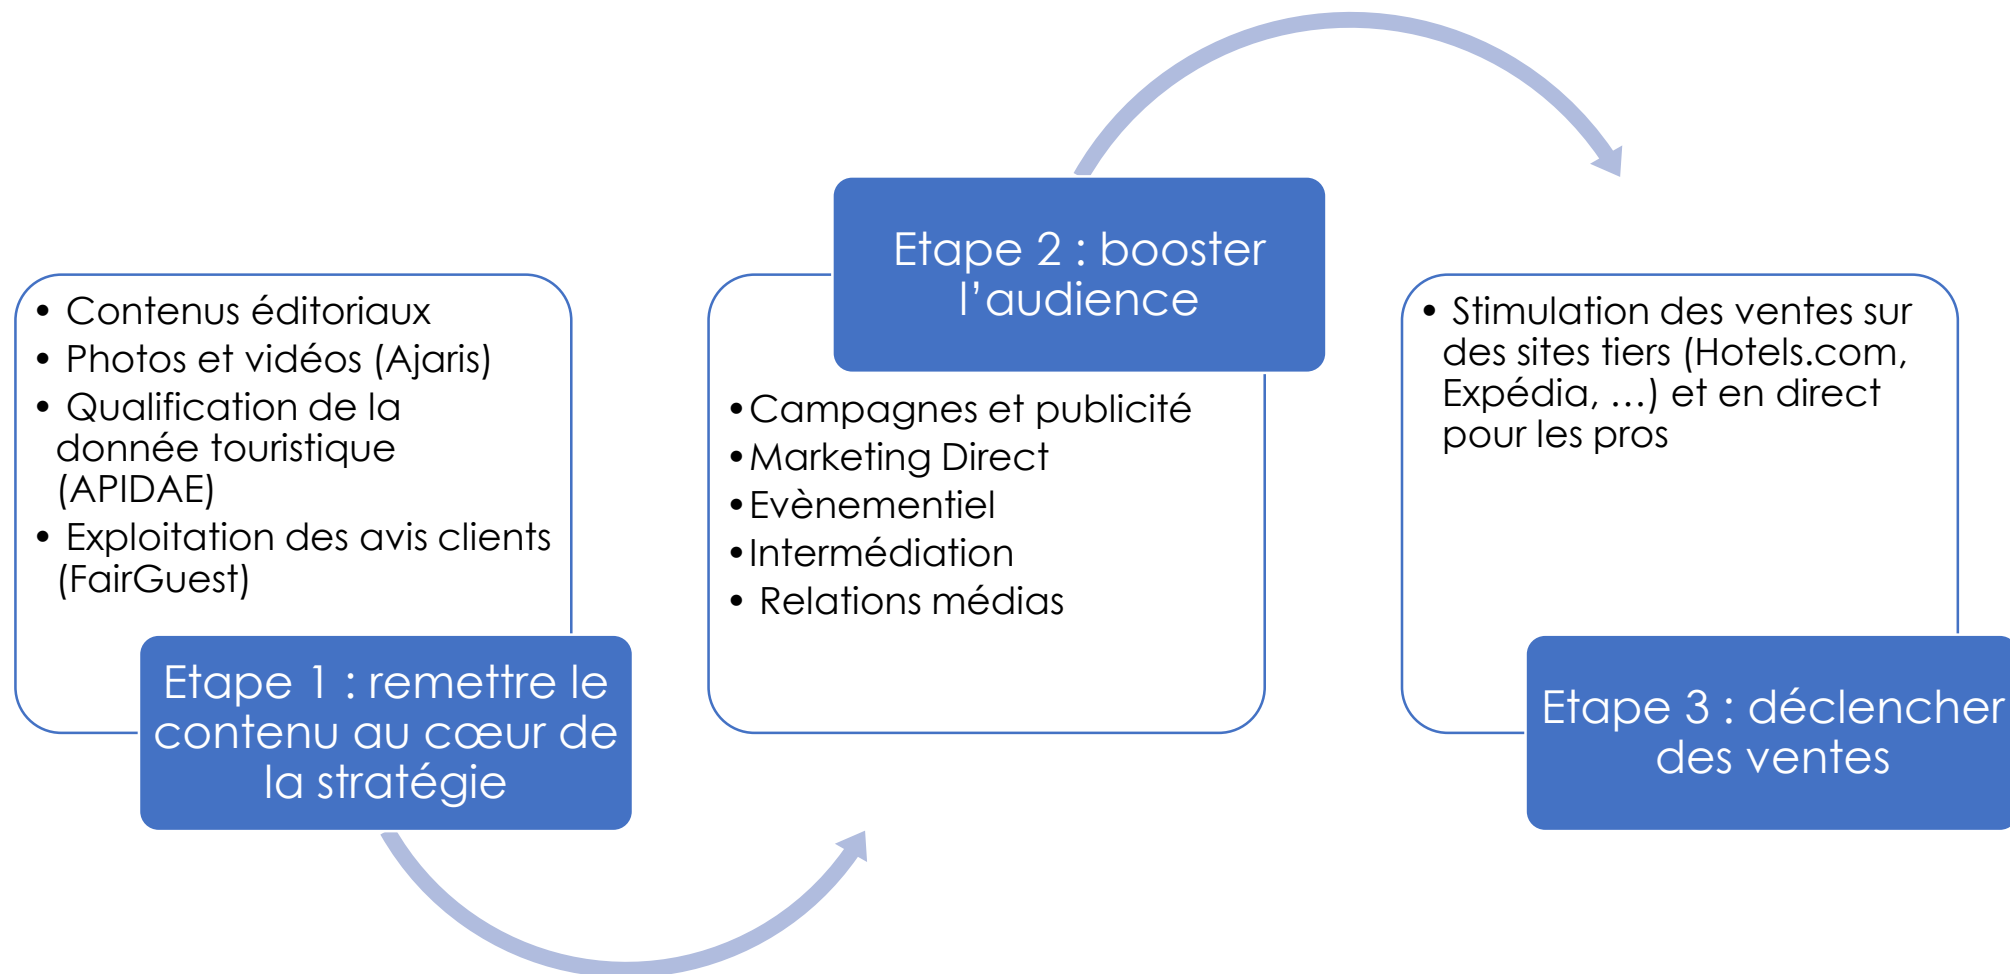 • Contenus éditoriaux
• Photos et vidéos (Ajaris)
• Qualification de la
donnée touristique
(APIDAE)
• Exploitation des avis clients
(FairGuest)
Etape 1 : remettre le
contenu au cœur de
la stratégie
Etape 2 : booster
l’audience
•Campagnes et publicité
•Marketing Direct
•Evènementiel
•Intermédiation
• Relations médias
• Stimulation des ventes sur
des sites tiers (Hotels.com,
Expédia, …) et en direct
pour les pros
Etape 3 : déclencher
des ventes